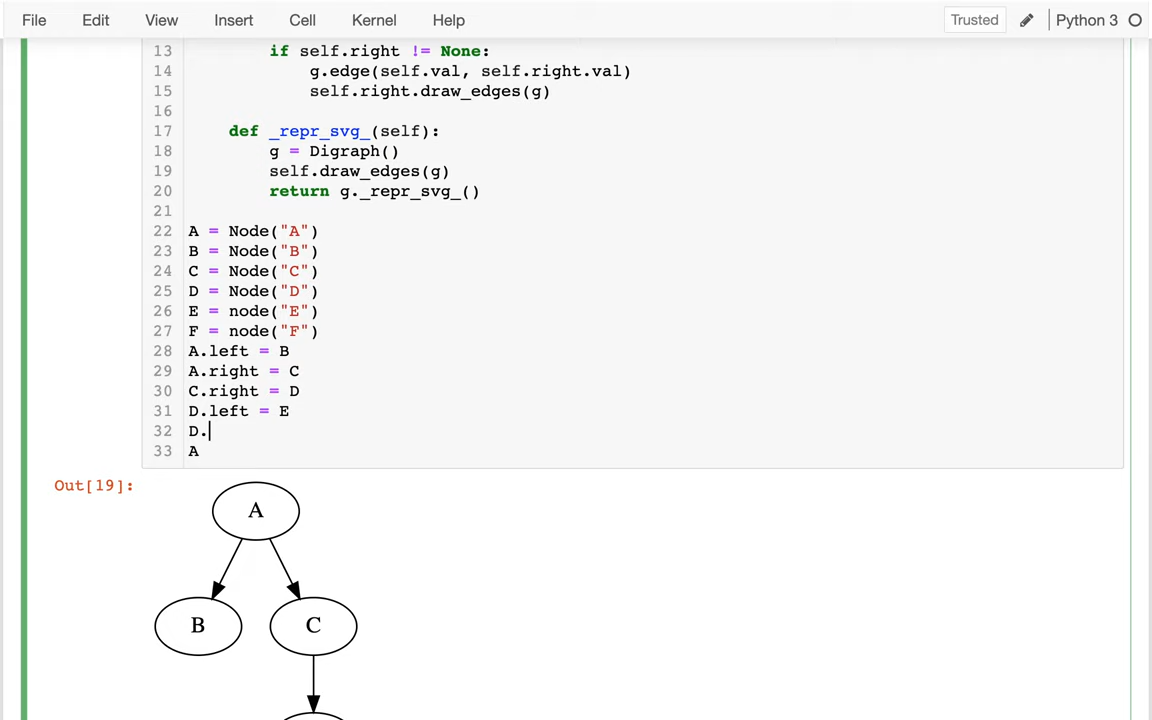 File Edit View Insert Cell Kernel Help Trusted Python 3
13 if self.right != None:
14 g.edge(self.val, self.right.val)
15 self.right.draw_edges(g)
16
17 def _repr_svg_(self):
18 g = Digraph()
19 self.draw_edges(g)
20 return g._repr_svg_()
21
22 A = Node("A")
23 B = Node("B")
24 C = Node("C")
25 D = Node("D")
26 E = node("E")
27 F = node("F")
28 A.left = B
29 A.right = C
30 C.right = D
31 D.left = E
32 D.
33 A
Out[19]:
A
B C